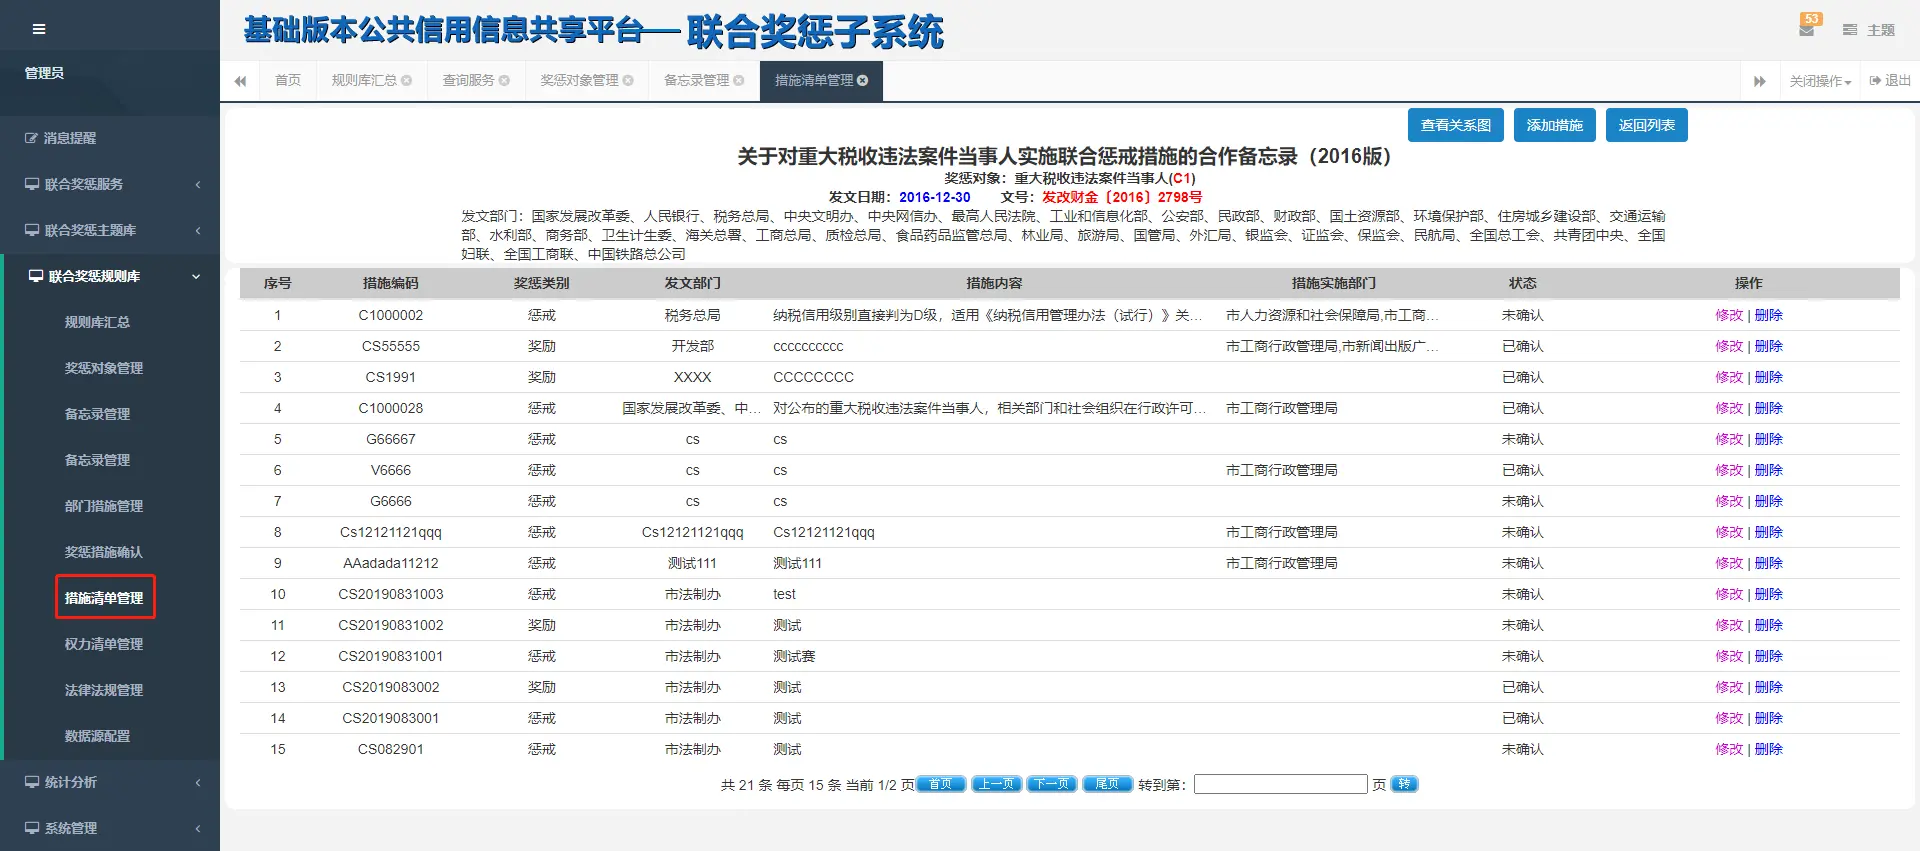 基础版本公共信用信息共享平台— 联合奖惩子系统
53
主题
管理员
首页 规则库汇总 查询服务 奖惩对象管理 备忘录管理 措施清单管理 关闭操作 退出
消息提醒
联合奖惩服务
联合奖惩主题库
联合奖惩规则库
规则库汇总
奖惩对象管理
备忘录管理
备忘录管理
部门措施管理
奖惩措施确认
措施清单管理
权力清单管理
法律法规管理
数据源配置
统计分析
系统管理
查看关系图 添加措施 返回列表
关于对重大税收违法案件当事人实施联合惩戒措施的合作备忘录（2016版）
奖惩对象：重大税收违法案件当事人(C1)
发文日期：2016-12-30 文号：发改财金〔2016〕2798号
发文部门：国家发展改革委、人民银行、税务总局、中央文明办、中央网信办、最高人民法院、工业和信息化部、公安部、民政部、财政部、国土资源部、环境保护部、住房城乡建设部、交通运输
部、水利部、商务部、卫生计生委、海关总署、工商总局、质检总局、食品药品监管总局、林业局、旅游局、国管局、外汇局、银监会、证监会、保监会、民航局、全国总工会、共青团中央、全国
妇联、全国工商联、中国铁路总公司
序号 措施编码 奖惩类别 发文部门 措施内容 措施实施部门 状态 操作
1 C1000002 惩戒 税务总局 纳税信用级别直接判为D级，适用《纳税信用管理办法（试行）》关... 市人力资源和社会保障局,市工商... 未确认 修改 | 删除
2 CS55555 奖励 开发部 cccccccccc 市工商行政管理局,市新闻出版广... 已确认 修改 | 删除
3 CS1991 奖励 XXXX CCCCCCCC 已确认 修改 | 删除
4 C1000028 惩戒 国家发展改革委、中... 对公布的重大税收违法案件当事人，相关部门和社会组织在行政许可... 市工商行政管理局 已确认 修改 | 删除
5 G66667 惩戒 cs cs 未确认 修改 | 删除
6 V6666 惩戒 cs cs 市工商行政管理局 已确认 修改 | 删除
7 G6666 惩戒 cs cs 未确认 修改 | 删除
8 Cs12121121qqq 惩戒 Cs12121121qqq Cs12121121qqq 市工商行政管理局 未确认 修改 | 删除
9 AAadada11212 惩戒 测试111 测试111 市工商行政管理局 未确认 修改 | 删除
10 CS20190831003 惩戒 市法制办 test 未确认 修改 | 删除
11 CS20190831002 奖励 市法制办 测试 未确认 修改 | 删除
12 CS20190831001 惩戒 市法制办 测试赛 未确认 修改 | 删除
13 CS2019083002 奖励 市法制办 测试 已确认 修改 | 删除
14 CS2019083001 惩戒 市法制办 测试 已确认 修改 | 删除
15 CS082901 惩戒 市法制办 测试 未确认 修改 | 删除
共 21 条 每页 15 条 当前 1/2 页 首页 上一页 下一页 尾页 转到第： 页 转